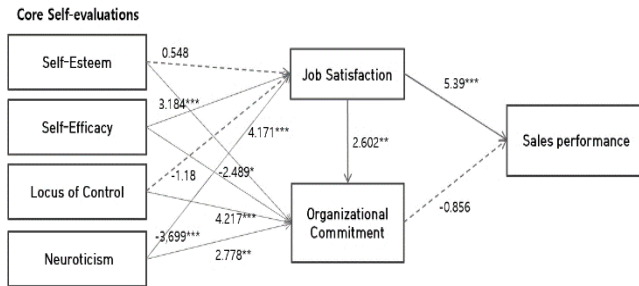 Core Self-evaluations
Self-Esteem
0.548
Job Satisfaction
5.39***
Self-Efficacy
3.184***
4.171***
2.602**
Sales performance
-1.18
-2.489*
Locus of Control
4.217***
Organizational
Commitment
-0.856
-3,699***
Neuroticism
2.778**